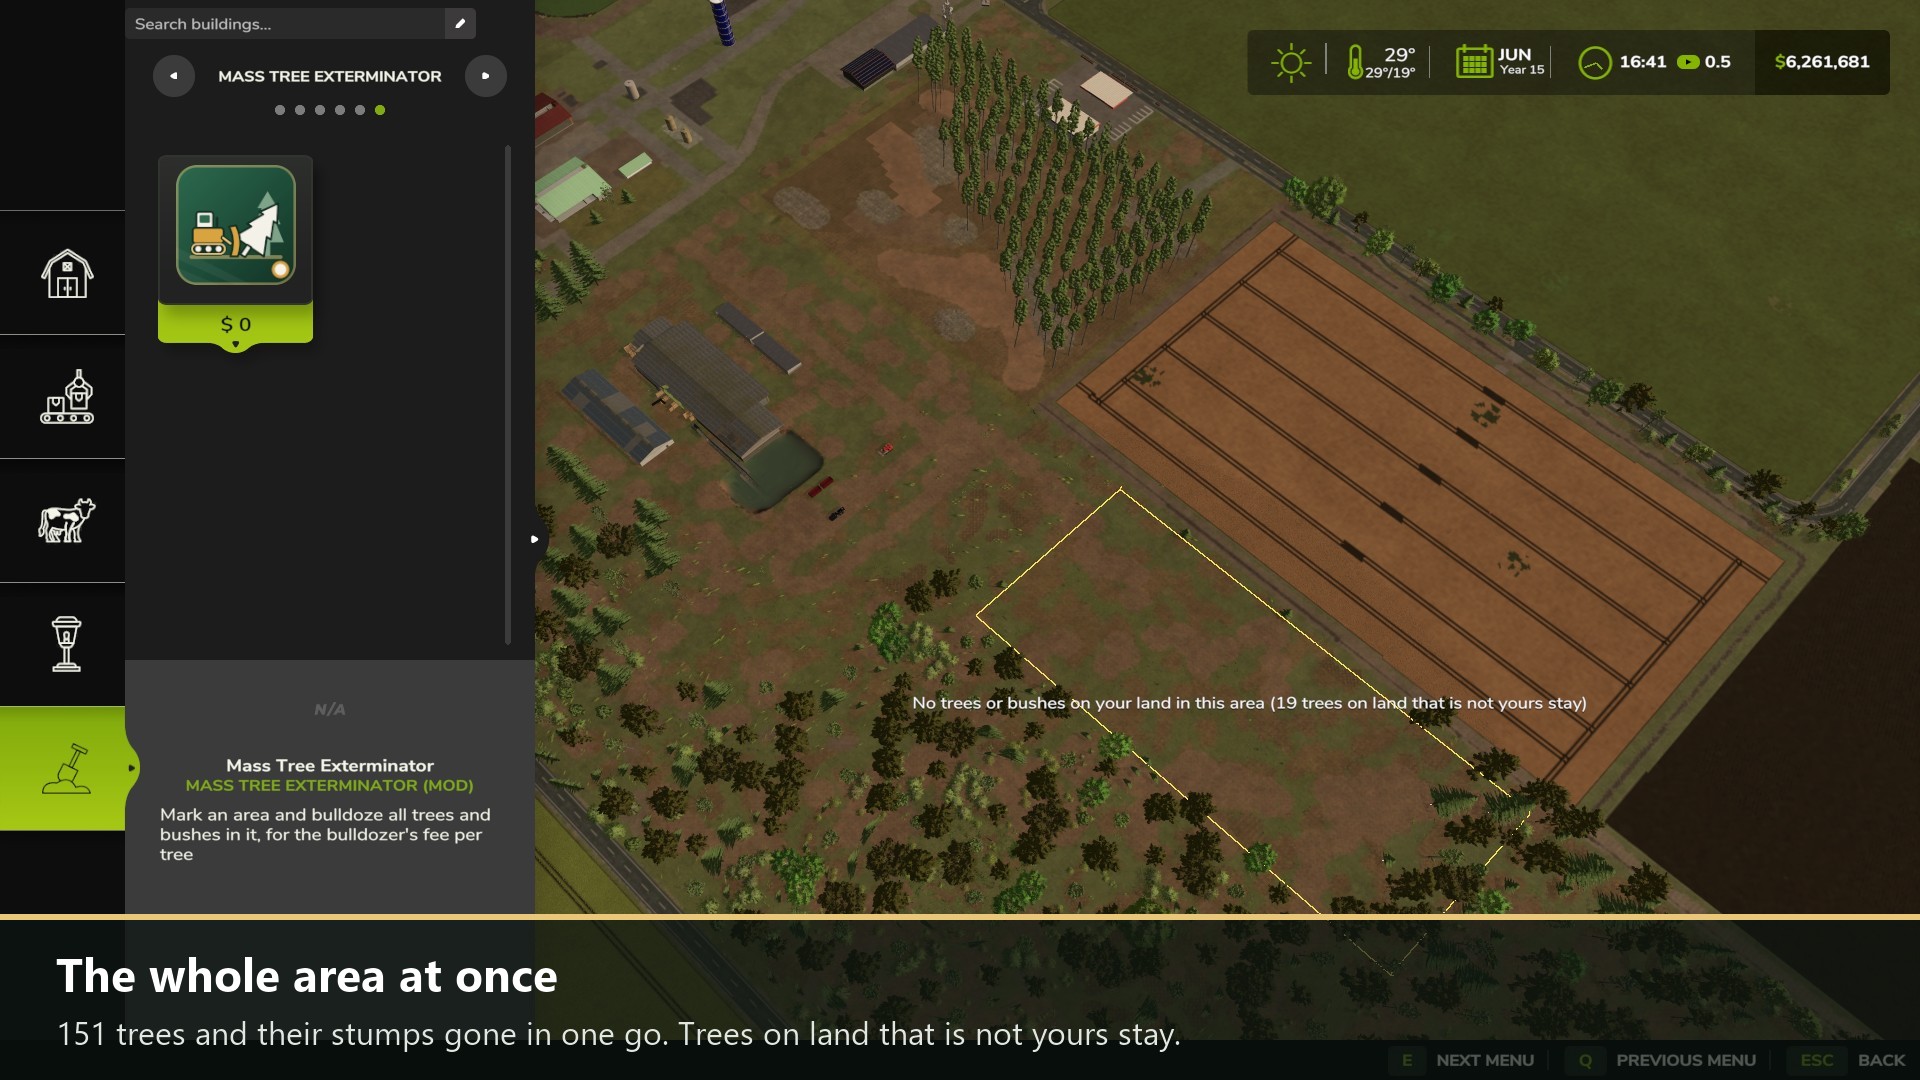 Search buildings...
MASS TREE EXTERMINATOR
29°
29°/19°
JUN
Year 15
16:41
0.5
$6,261,681
$ 0
No trees or bushes on your land in this area (19 trees on land that is not yours stay)
N/A
Mass Tree Exterminator
MASS TREE EXTERMINATOR (MOD)
Mark an area and bulldoze all trees and
bushes in it, for the bulldozer's fee per
tree
The whole area at once
151 trees and their stumps gone in one go. Trees on land that is not yours stay.
E NEXT MENU
Q PREVIOUS MENU
ESC BACK